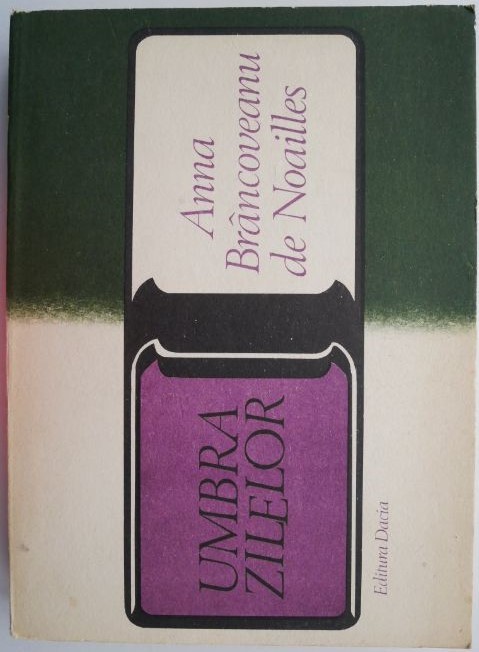 Anna
Brâncoveanu
de Noailles
UMBRA
ZILELOR
Editura Dacia